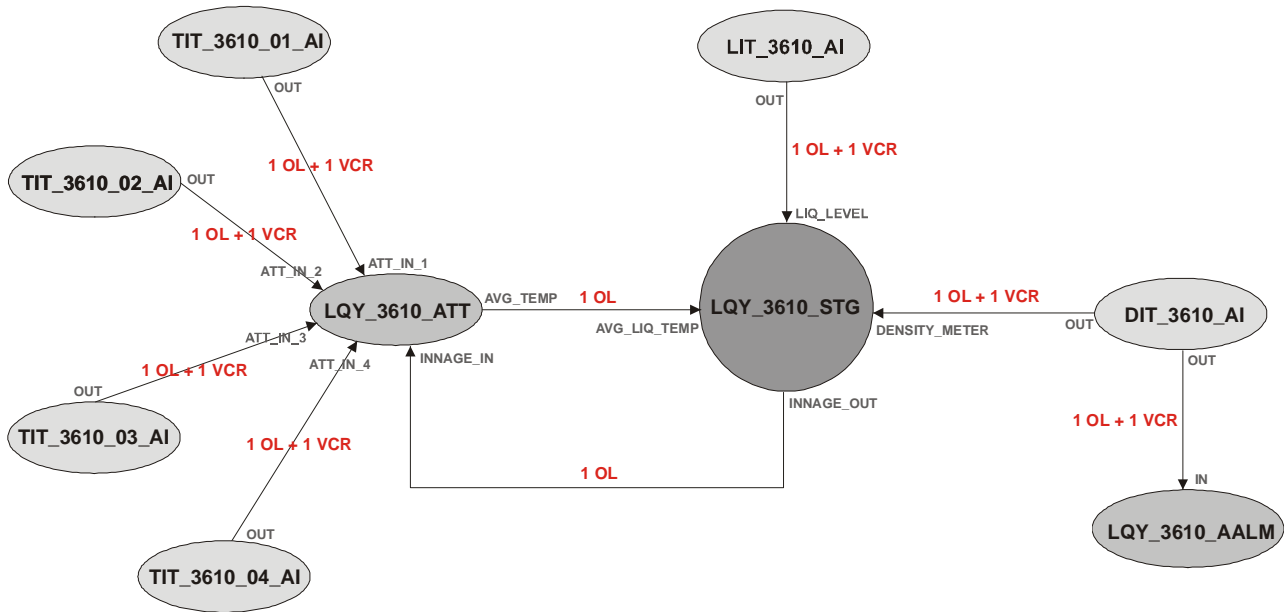 TIT_3610_01_AI
OUT
1 OL + 1 VCR
TIT_3610_02_AI
OUT
1 OL + 1 VCR
ATT_IN_2
ATT_IN_1
LQY_3610_ATT
ATT_IN_3
1 OL + 1 VCR
OUT
TIT_3610_03_AI
ATT_IN_4
1 OL + 1 VCR
OUT
TIT_3610_04_AI
AVG_TEMP
1 OL
AVG_LIQ_TEMP
INNAGE_IN
1 OL
LIT_3610_AI
OUT
1 OL + 1 VCR
LIQ_LEVEL
LQY_3610_STG
INNAGE_OUT
1 OL + 1 VCR
DENSITY_METER
OUT
DIT_3610_AI
OUT
1 OL + 1 VCR
IN
LQY_3610_AALM